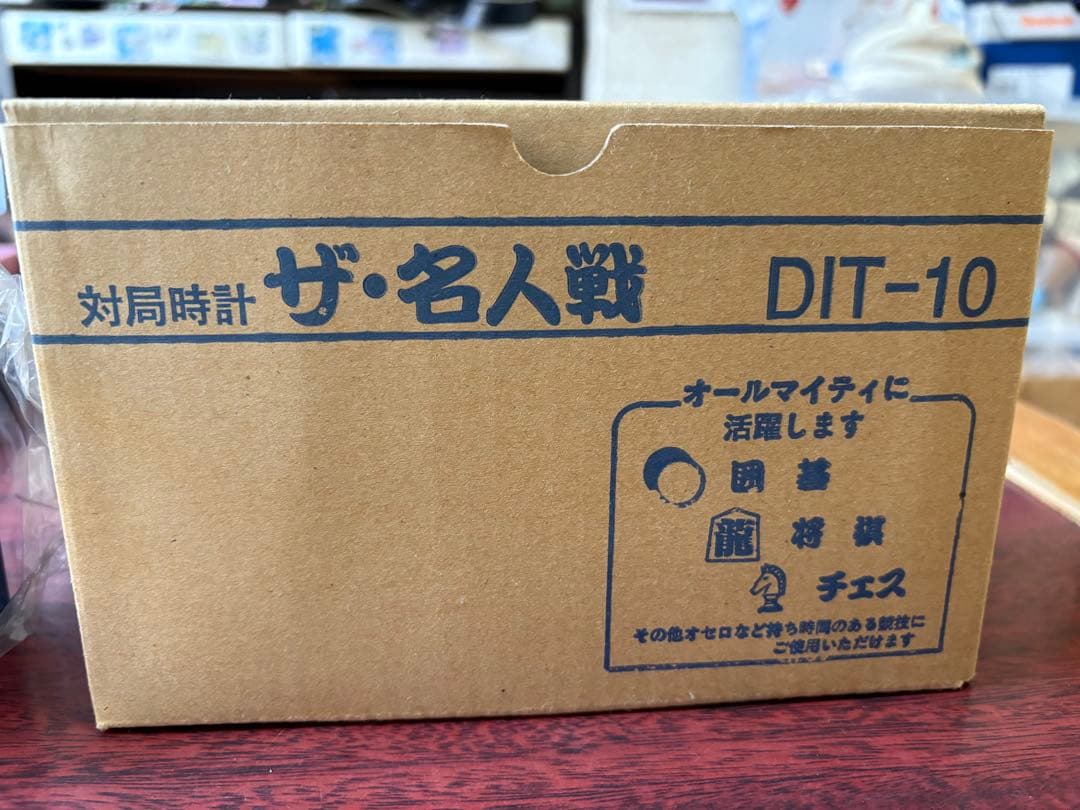 対局時計 ザ・名人戦 DIT-10
オールマイティに
活躍します
囲碁
龍 将棋
チェス
その他オセロなど持ち時間のある競技に
ご使用いただけます